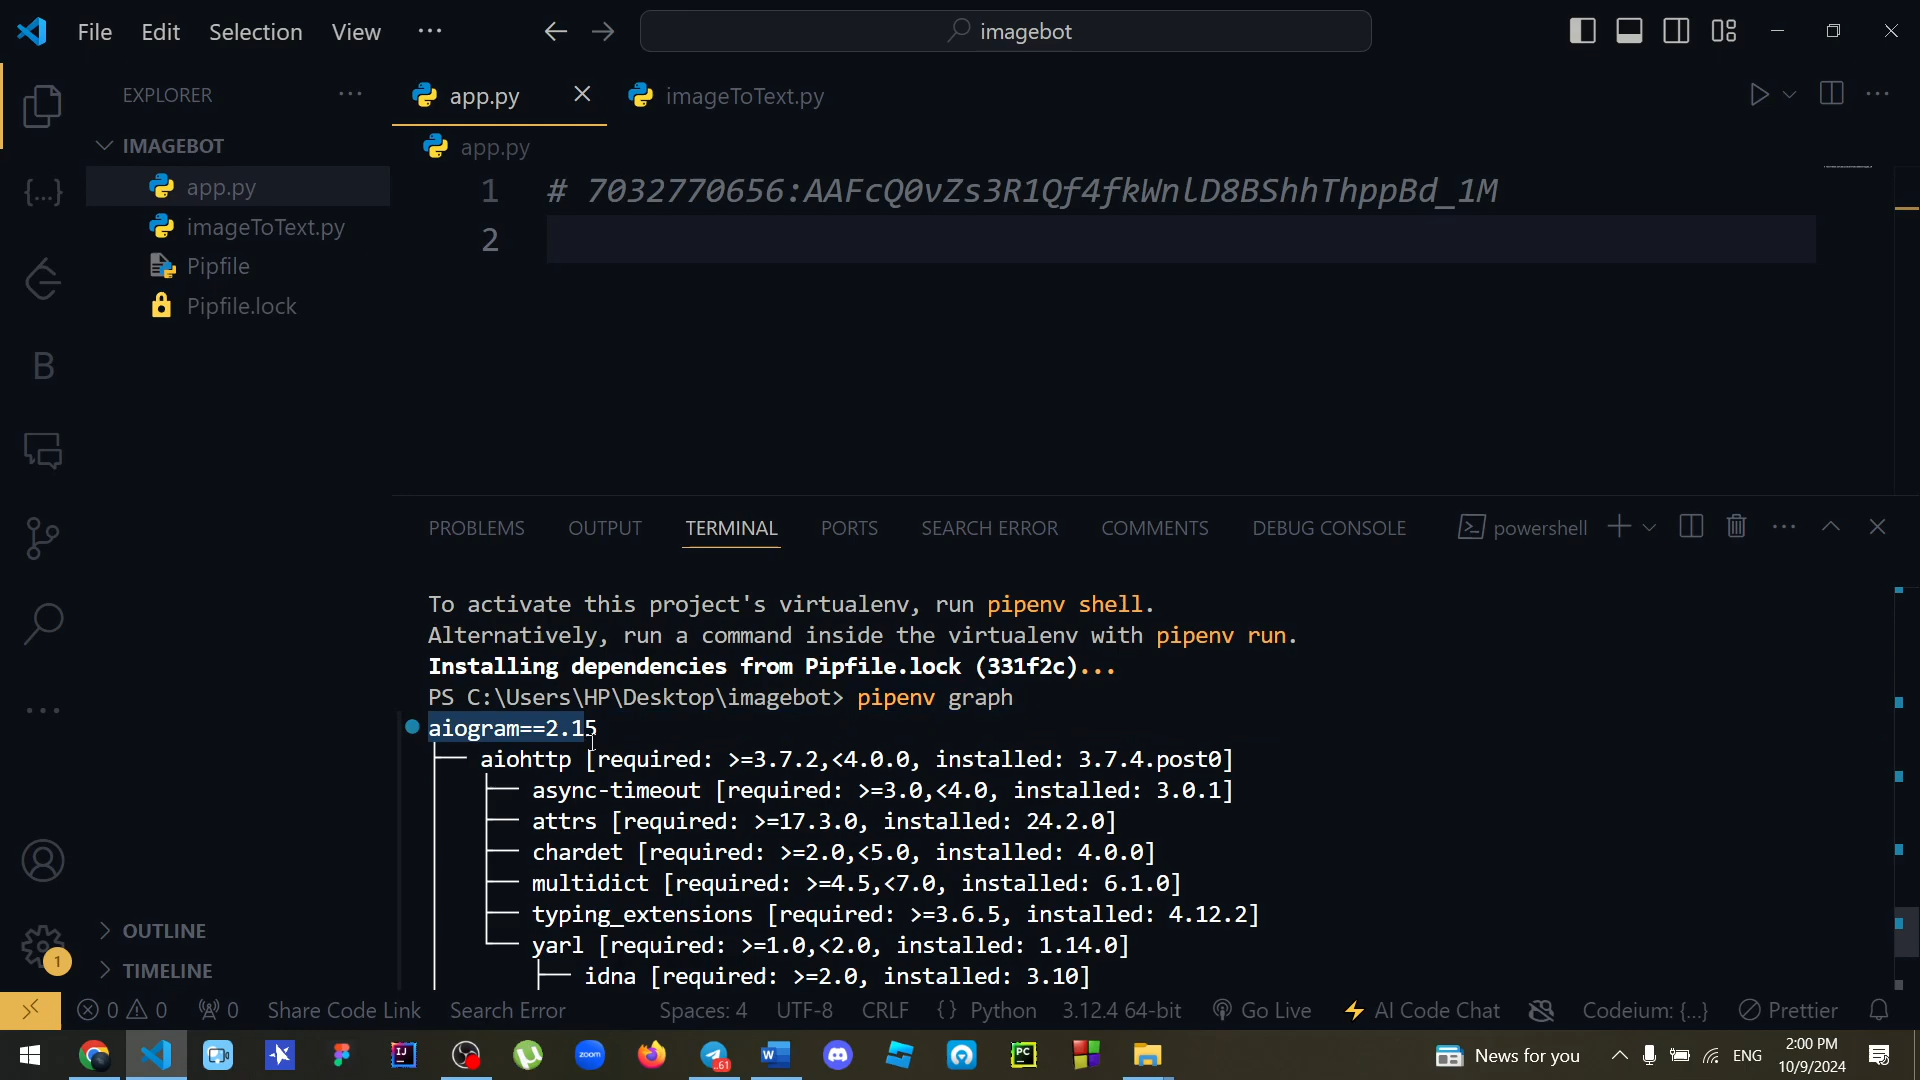 File Edit Selection View ··· imagebot
EXPLORER ···
IMAGEBOT
app.py
imageToText.py
Pipfile
Pipfile.lock
OUTLINE
TIMELINE
{...}
B
1
app.py imageToText.py
app.py
1 # 7032770656:AAFcQ0vZs3R1Qf4fkWnlD8BShhThppBd_1M
2
PROBLEMS OUTPUT TERMINAL PORTS SEARCH ERROR COMMENTS DEBUG CONSOLE powershell
To activate this project's virtualenv, run pipenv shell.
Alternatively, run a command inside the virtualenv with pipenv run.
Installing dependencies from Pipfile.lock (331f2c)...
PS C:\Users\HP\Desktop\imagebot> pipenv graph
aiogram==2.15
├── aiohttp [required: >=3.7.2,<4.0.0, installed: 3.7.4.post0]
│   ├── async-timeout [required: >=3.0,<4.0, installed: 3.0.1]
│   ├── attrs [required: >=17.3.0, installed: 24.2.0]
│   ├── chardet [required: >=2.0,<5.0, installed: 4.0.0]
│   ├── multidict [required: >=4.5,<7.0, installed: 6.1.0]
│   ├── typing_extensions [required: >=3.6.5, installed: 4.12.2]
│   └── yarl [required: >=1.0,<2.0, installed: 1.14.0]
│       ├── idna [required: >=2.0, installed: 3.10]
0 0 0 Share Code Link Search Error Spaces: 4 UTF-8 CRLF {} Python 3.12.4 64-bit Go Live AI Code Chat Codeium: {...} Prettier
IJ zoom 61 W PC News for you ENG 2:00 PM
10/9/2024